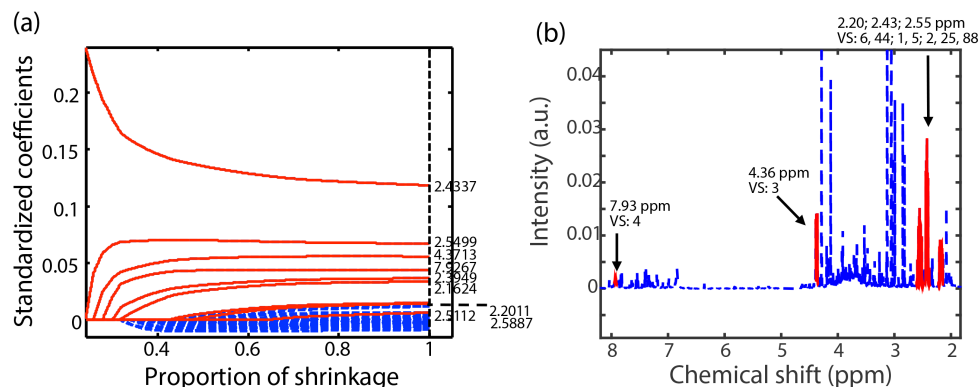 (a)
Standardized coefficients
0.2
0.15
0.1
0.05
0
0.4
0.6
0.8
1
Proportion of shrinkage
2.4337
2.5499
4.3713
7.9267
2.3949
2.1624
2.5112
2.2011
2.5887
(b)
2.20; 2.43; 2.55 ppm
VS: 6, 44; 1, 5; 2, 25, 88
Intensity (a.u.)
0.04
0.03
0.02
0.01
0
4.36 ppm
VS: 3
7.93 ppm
VS: 4
8
7
6
5
4
3
2
Chemical shift (ppm)